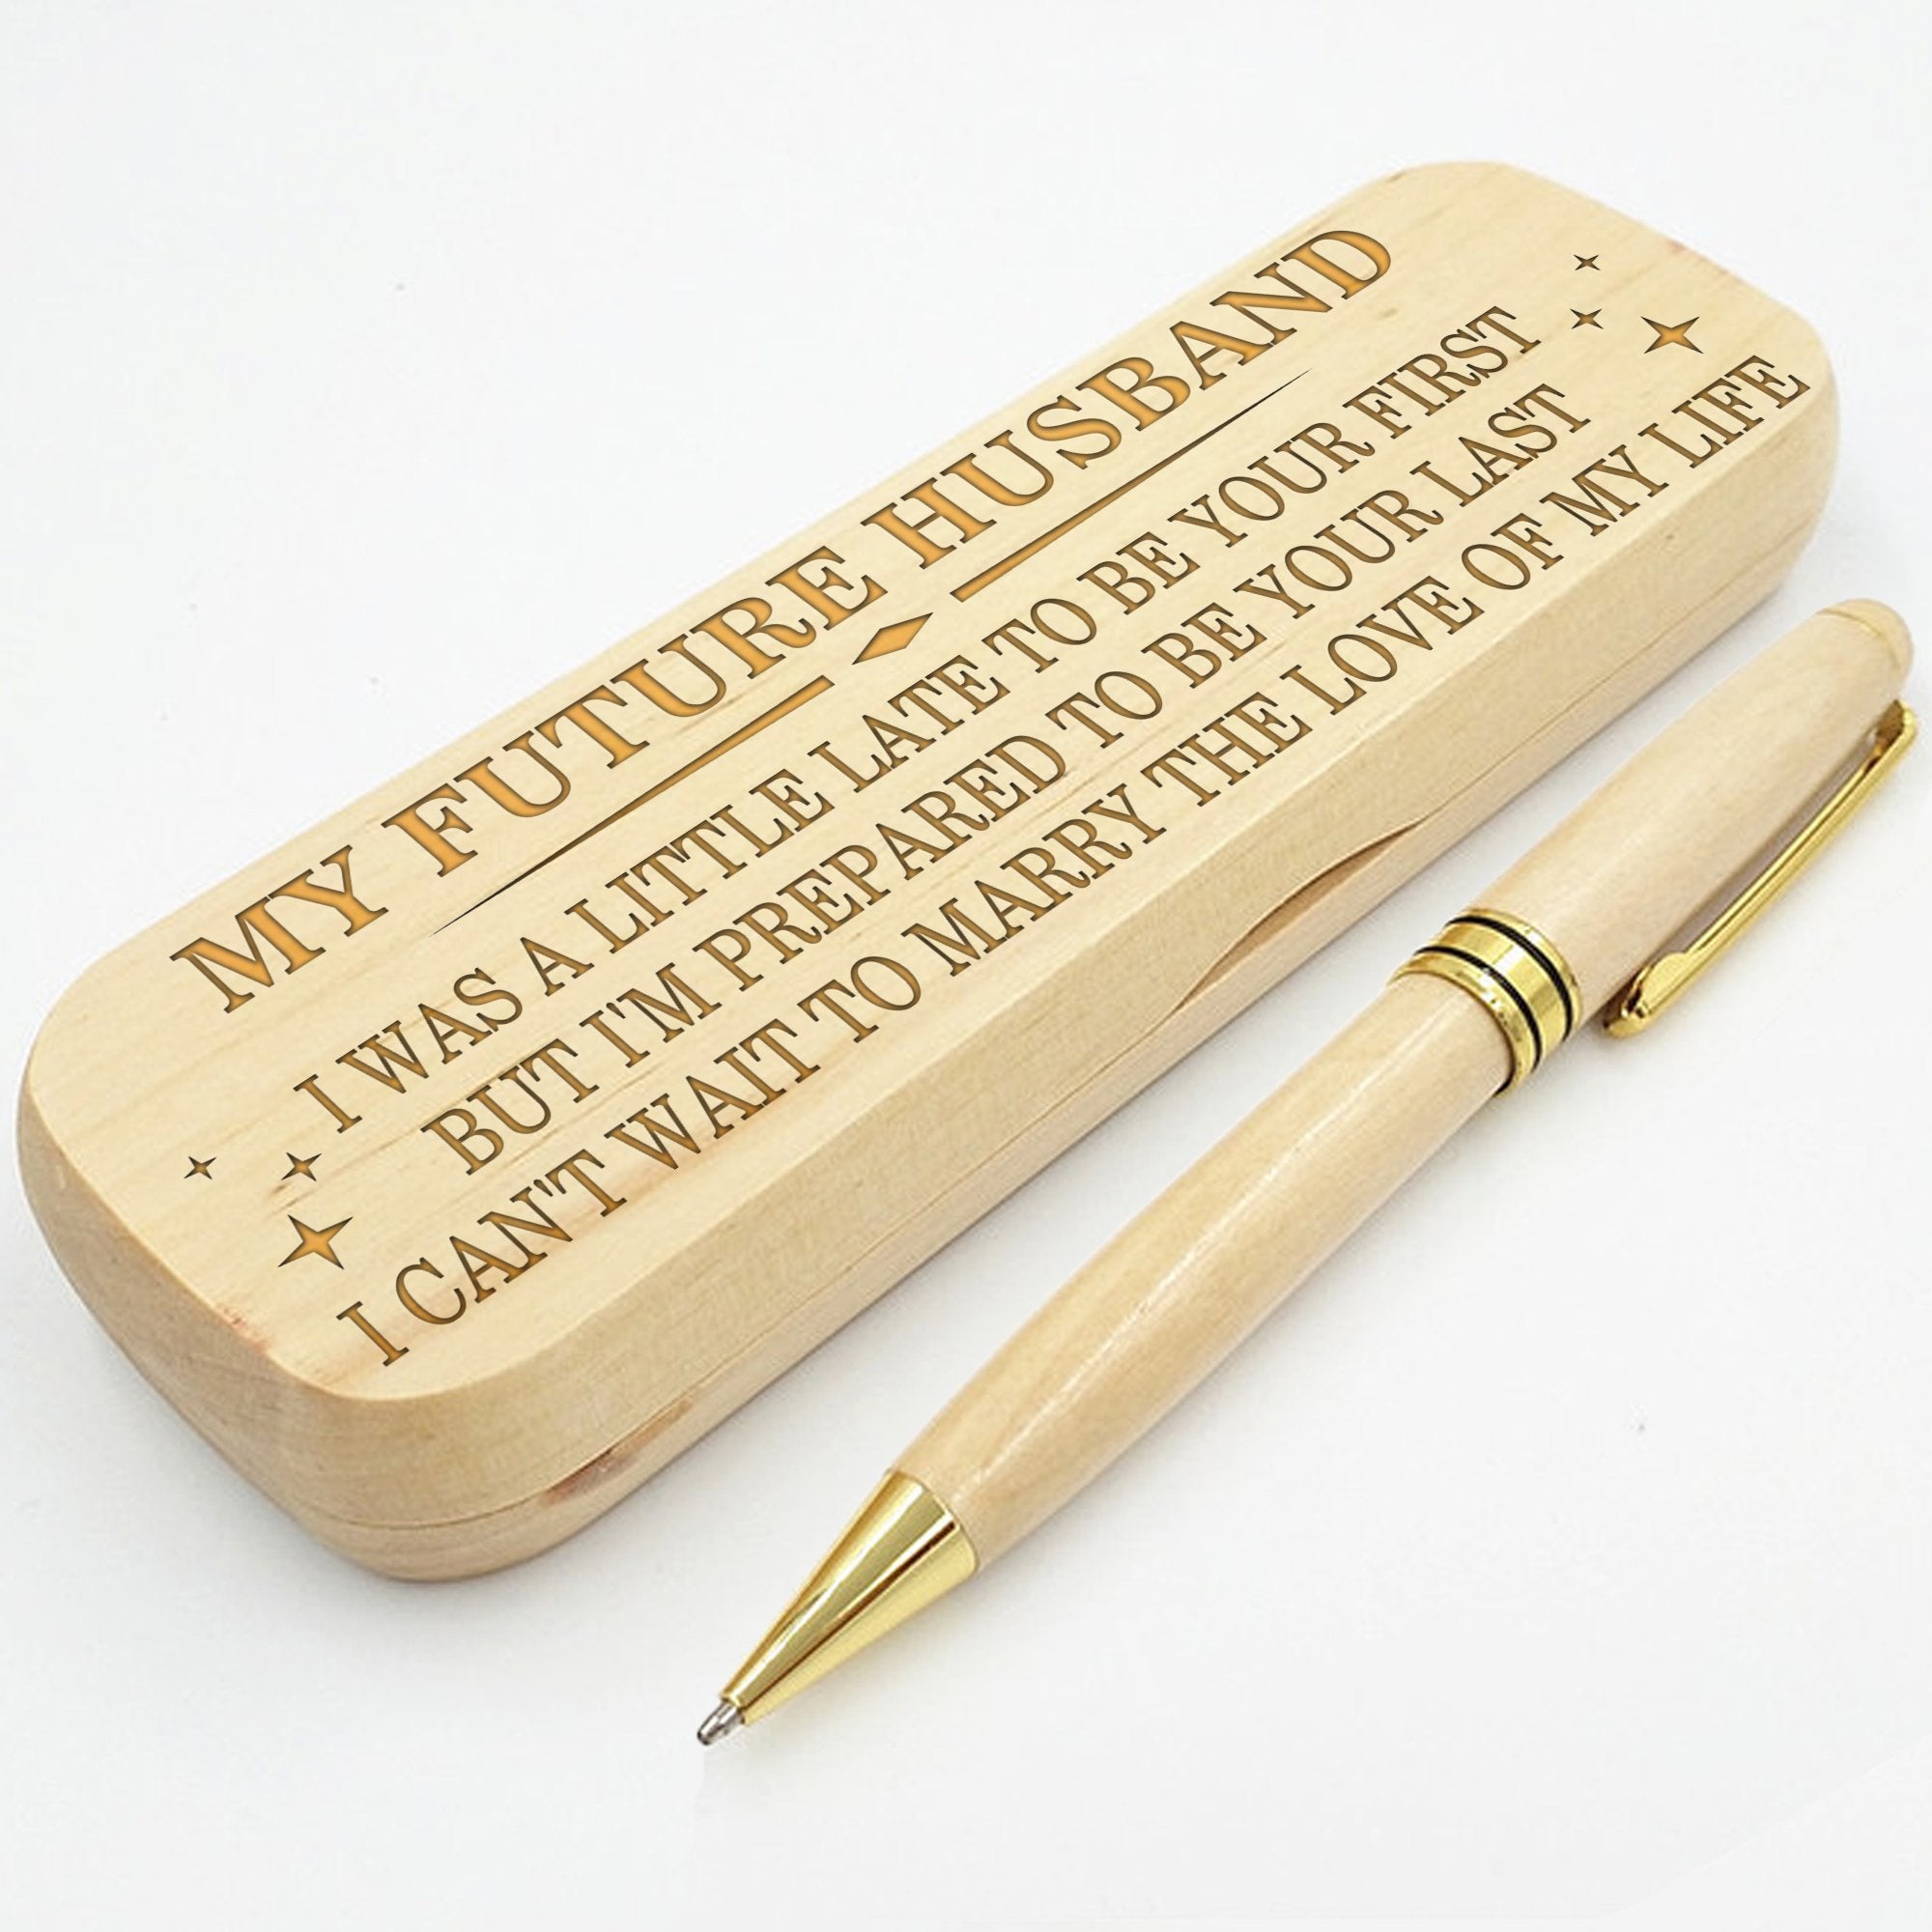 MY FUTURE HUSBAND
I WAS A LITTLE LATE TO BE YOUR FIRST
BUT I'M PREPARED TO BE YOUR LAST
I CAN'T WAIT TO MARRY THE LOVE OF MY LIFE